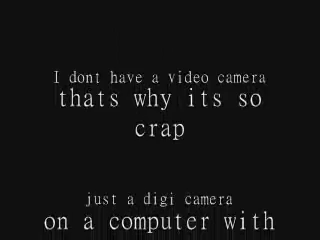 I dont have a video camera
thats why its so
crap
just a digi camera
on a computer with